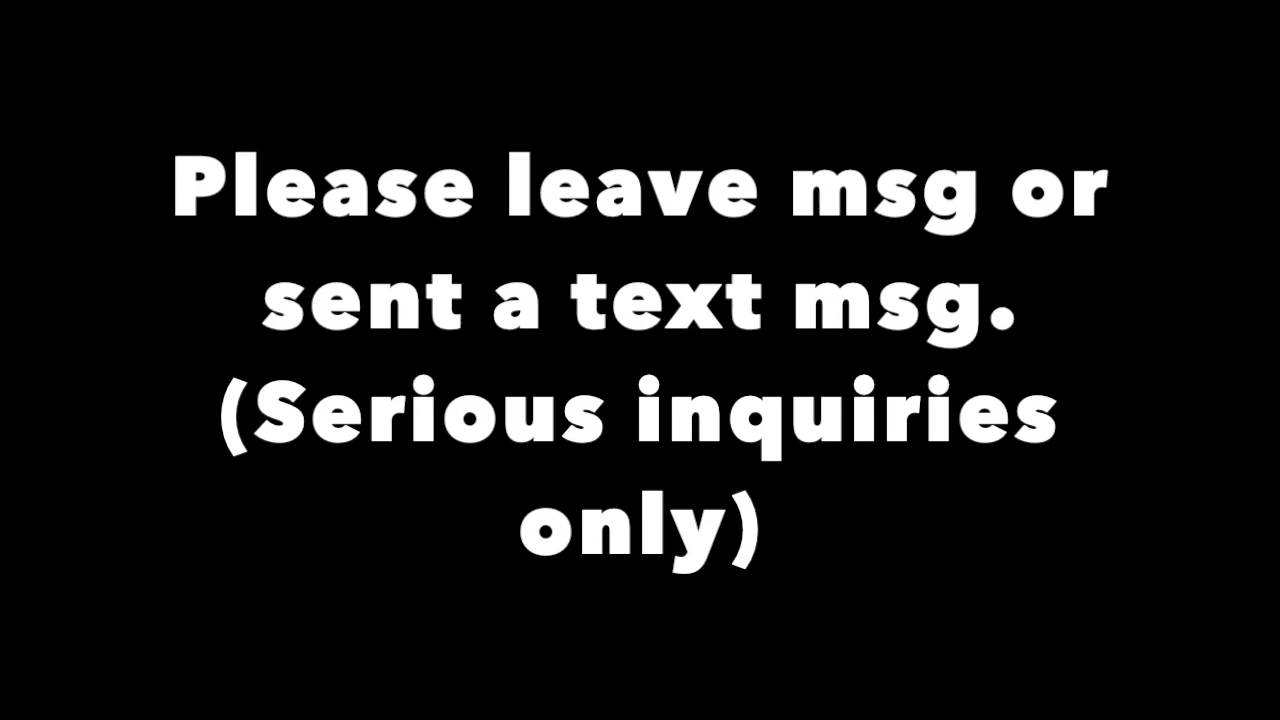 Please leave msg or
sent a text msg.
(Serious inquiries
only)